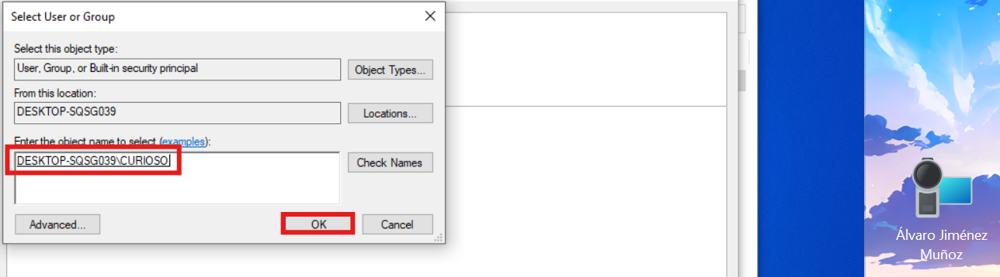 Select User or Group
Select this object type:
User, Group, or Built-in security principal
Object Types...
From this location:
DESKTOP-SQSG039
Locations...
Enter the object name to select (examples):
DESKTOP-SQSG039\CURIOSO
Check Names
Advanced...
OK
Cancel
Álvaro Jiménez
Muñoz